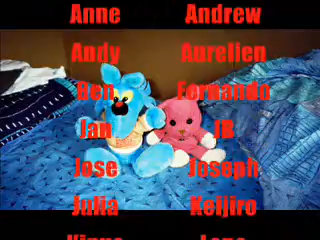 Anne Andrew
Andy Aurelien
Ben Fernando
Jan JB
Jose Joseph
Julia Keijiro